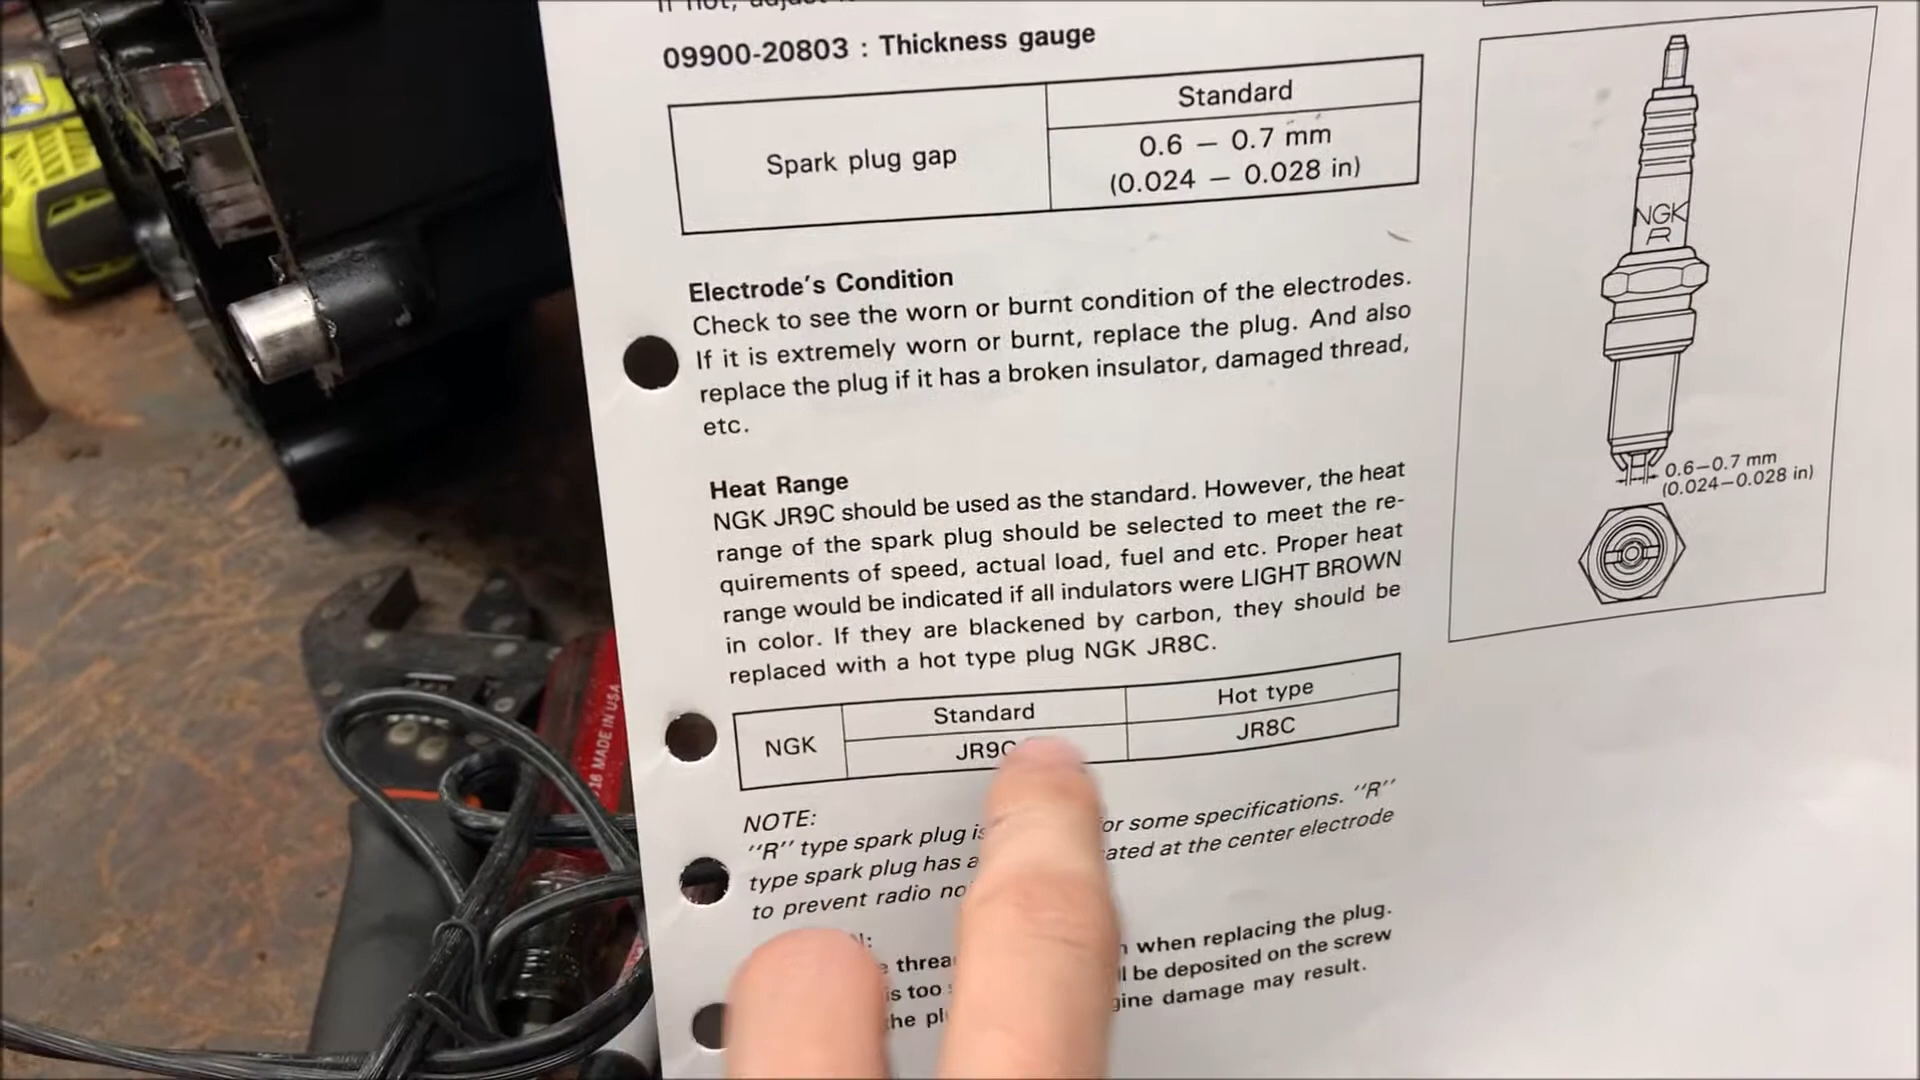 09900-20803 : Thickness gauge
Spark plug gap
Standard
0.6 – 0.7 mm
(0.024 – 0.028 in)
Electrode's Condition
Check to see the worn or burnt condition of the electrodes.
If it is extremely worn or burnt, replace the plug. And also
replace the plug if it has a broken insulator, damaged thread,
etc.
Heat Range
NGK JR9C should be used as the standard. However, the heat
range of the spark plug should be selected to meet the re-
quirements of speed, actual load, fuel and etc. Proper heat
range would be indicated if all indulators were LIGHT BROWN
in color. If they are blackened by carbon, they should be
replaced with a hot type plug NGK JR8C.
NGK
Standard
Hot type
JR9C
JR8C
NOTE:
"R" type spark plug is or some specifications. "R"
type spark plug has a ated at the center electrode
to prevent radio no
N:
threa when replacing the plug.
is too be deposited on the screw
he pl gine damage may result.
NGK
R
0.6–0.7 mm
(0.024–0.028 in)
MADE IN USA